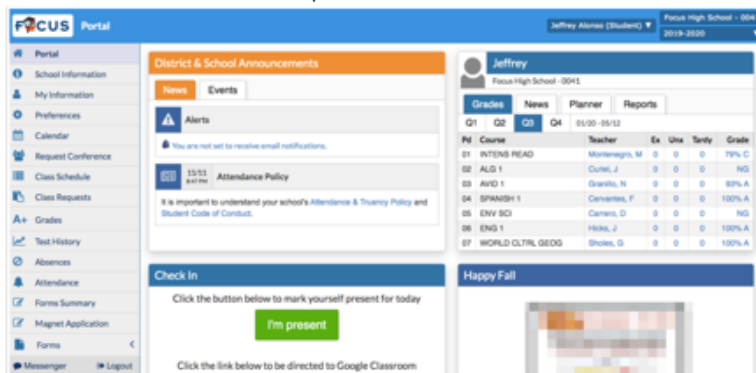 FOCUS Portal
Jeffrey Alonso (Student) ▼
Focus High School - 004
2019-2020
Portal
School Information
My Information
Preferences
Calendar
Request Conference
Class Schedule
Class Requests
A+ Grades
Test History
Absences
Attendance
Forms Summary
Magnet Application
Forms
Messenger Logout
District & School Announcements
News Events
Alerts
You are not set to receive email notifications.
Attendance Policy
It is important to understand your school's Attendance & Truancy Policy and
Student Code of Conduct.
Check In
Click the button below to mark yourself present for today
I'm present
Click the link below to be directed to Google Classroom
Jeffrey
Focus High School - 0041
Grades News Planner Reports
Q1 Q2 Q3 Q4 01/20 - 05/12
Pd Course Teacher Ex Unx Tardy Grade
01 INTENS READ Montenegro, M 0 0 0 79% C
02 ALG 1 Curiel, J 0 0 0 NG
03 AVID 1 Granillo, N 0 0 0 93% A
04 SPANISH 1 Cervantes, F 0 0 0 100% A
05 ENV SCI Carrero, D 0 0 0 NG
06 ENG 1 Hicks, J 0 0 0 100% A
07 WORLD CLTRL GEOG Sholes, G 0 0 0 100% A
Happy Fall